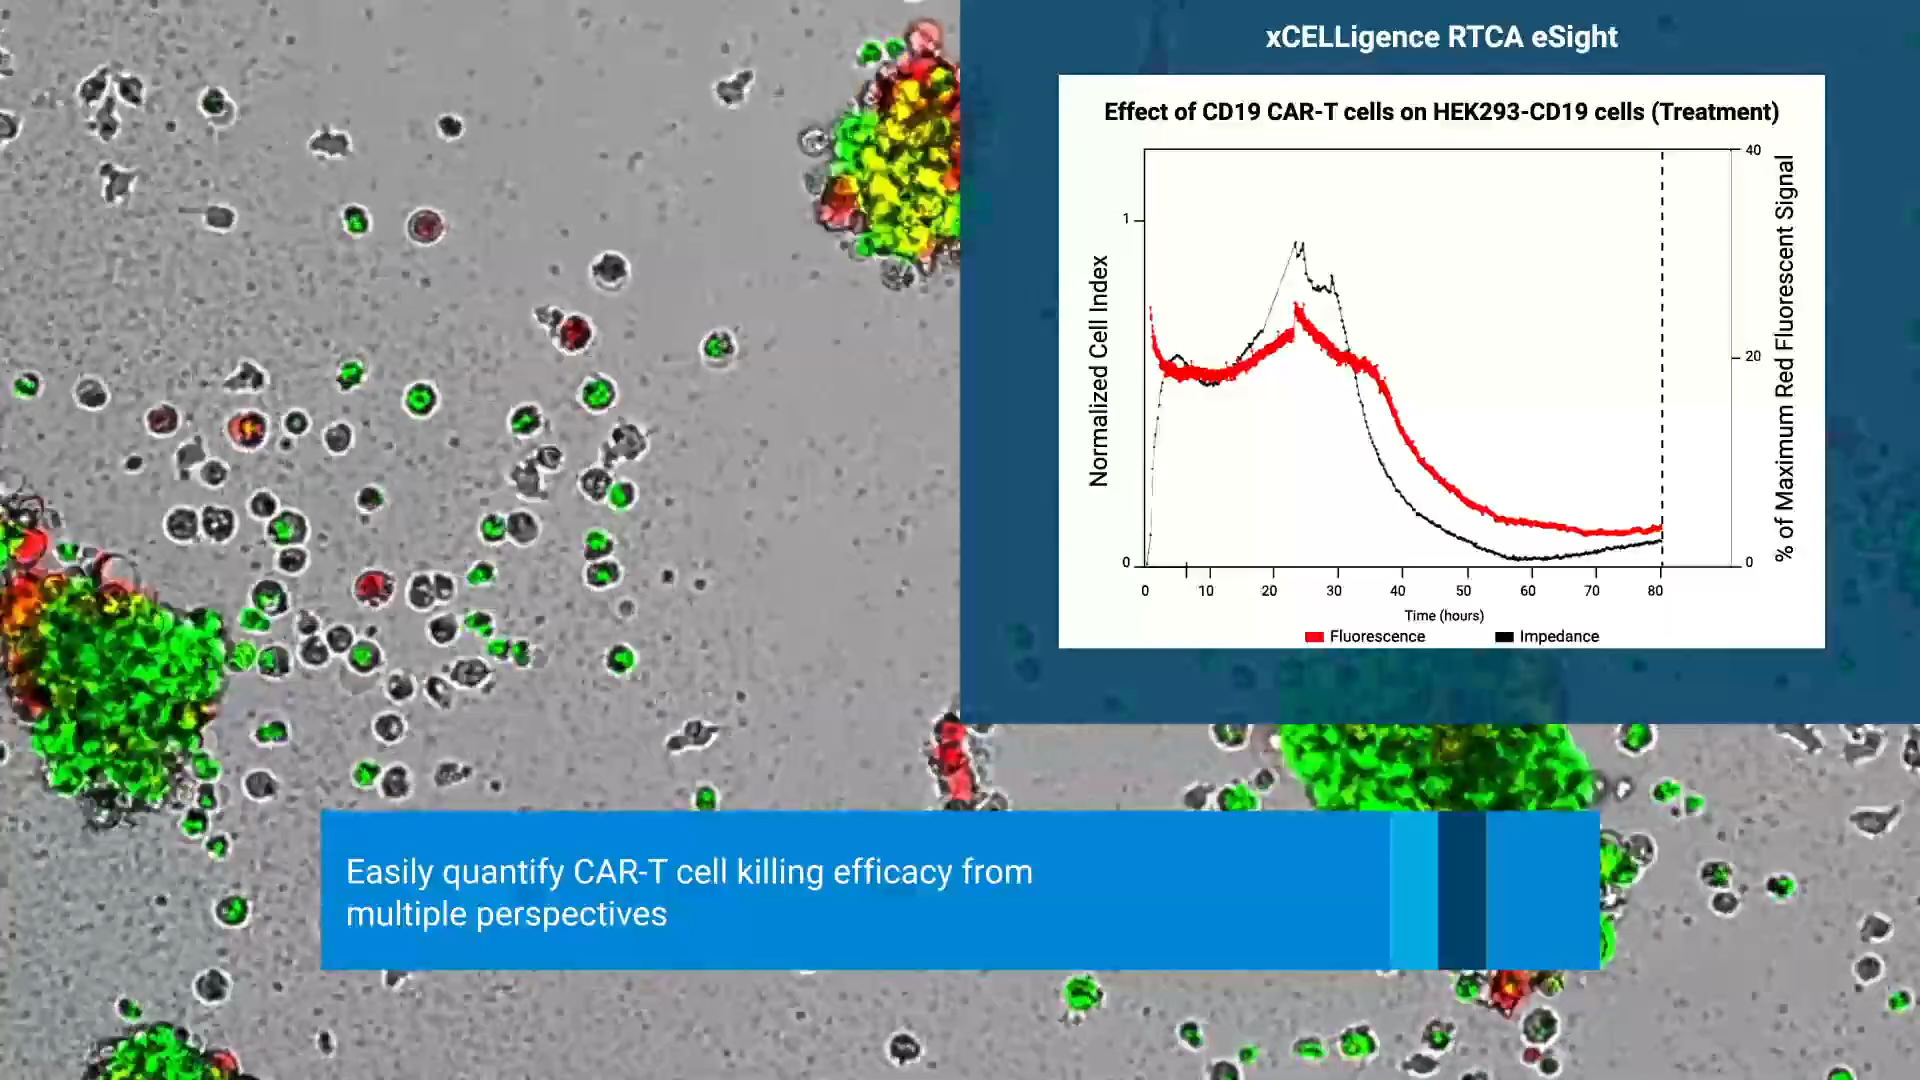 xCELLigence RTCA eSight
Effect of CD19 CAR-T cells on HEK293-CD19 cells (Treatment)
Normalized Cell Index
1
0
40
20
0
% of Maximum Red Fluorescent Signal
0 10 20 30 40 50 60 70 80
Time (hours)
Fluorescence Impedance
Easily quantify CAR-T cell killing efficacy from
multiple perspectives